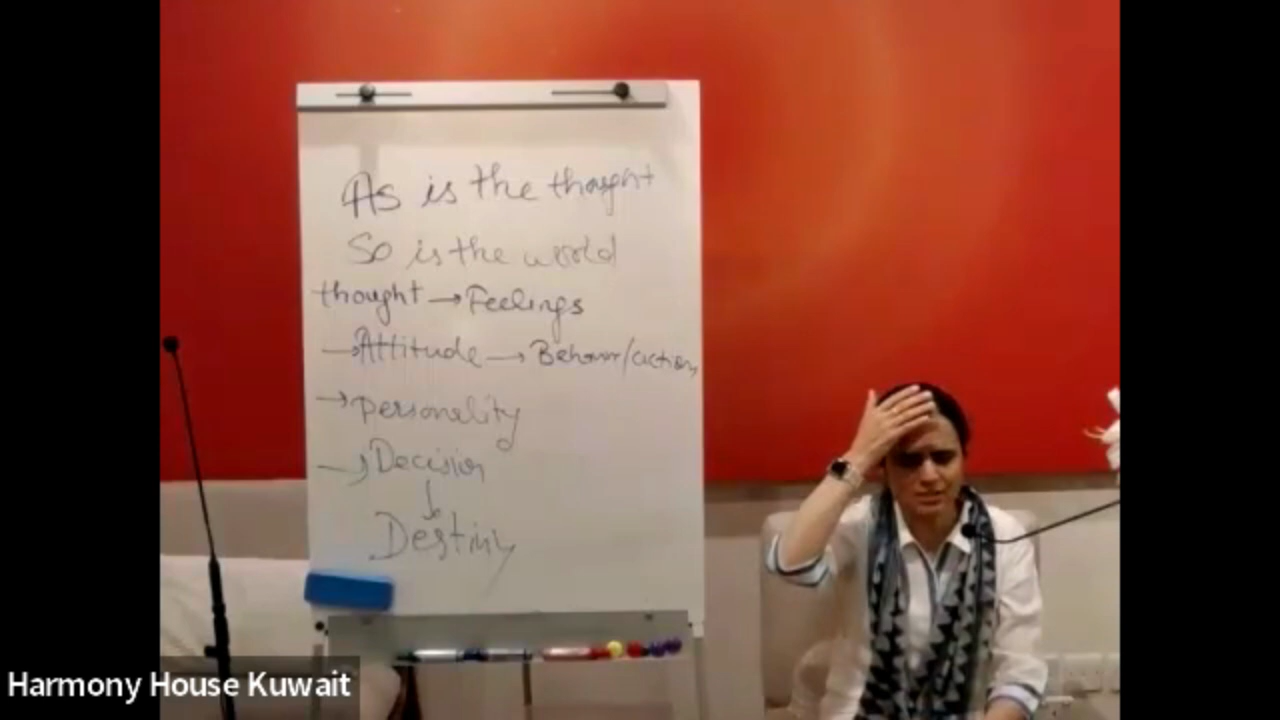 As is the thought
So is the world
thought → Feelings
→ Attitude → Behavior/action
→ personality
→ Decision
↓
Destiny
Harmony House Kuwait